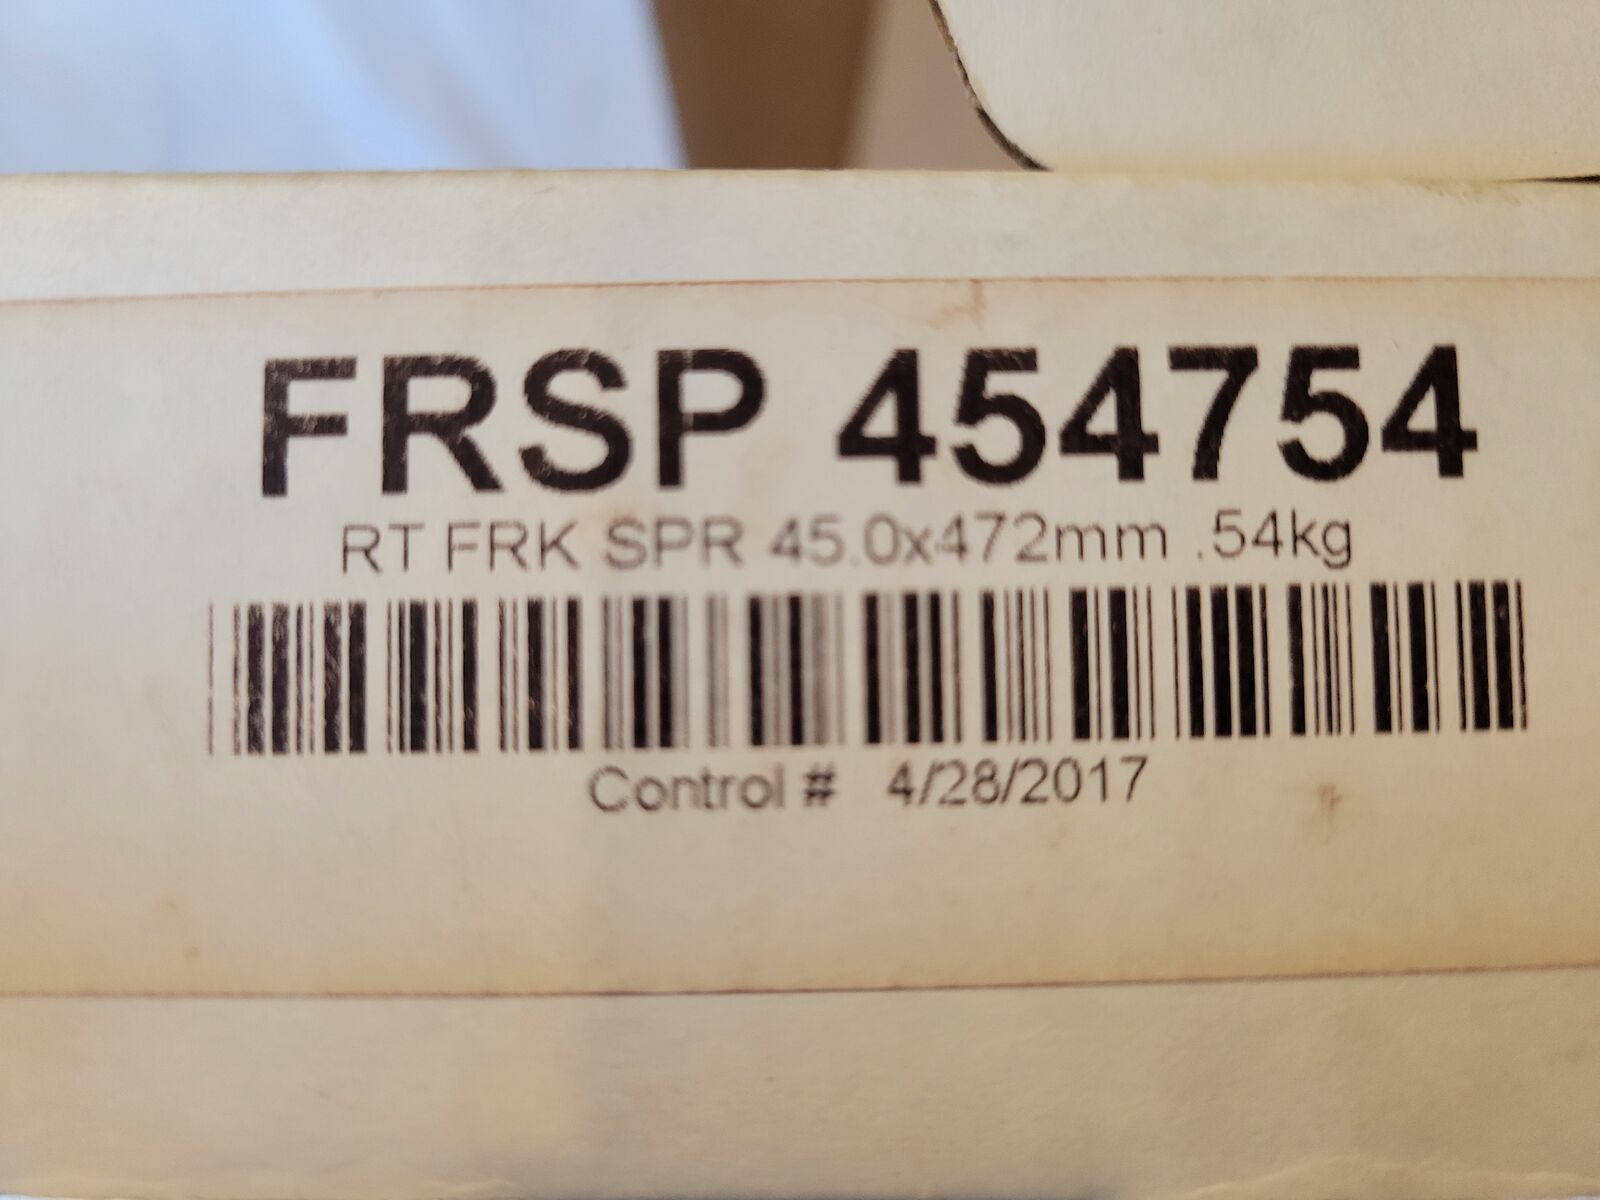 FRSP 454754
RT FRK SPR 45.0x472mm .54kg
Control # 4/28/2017